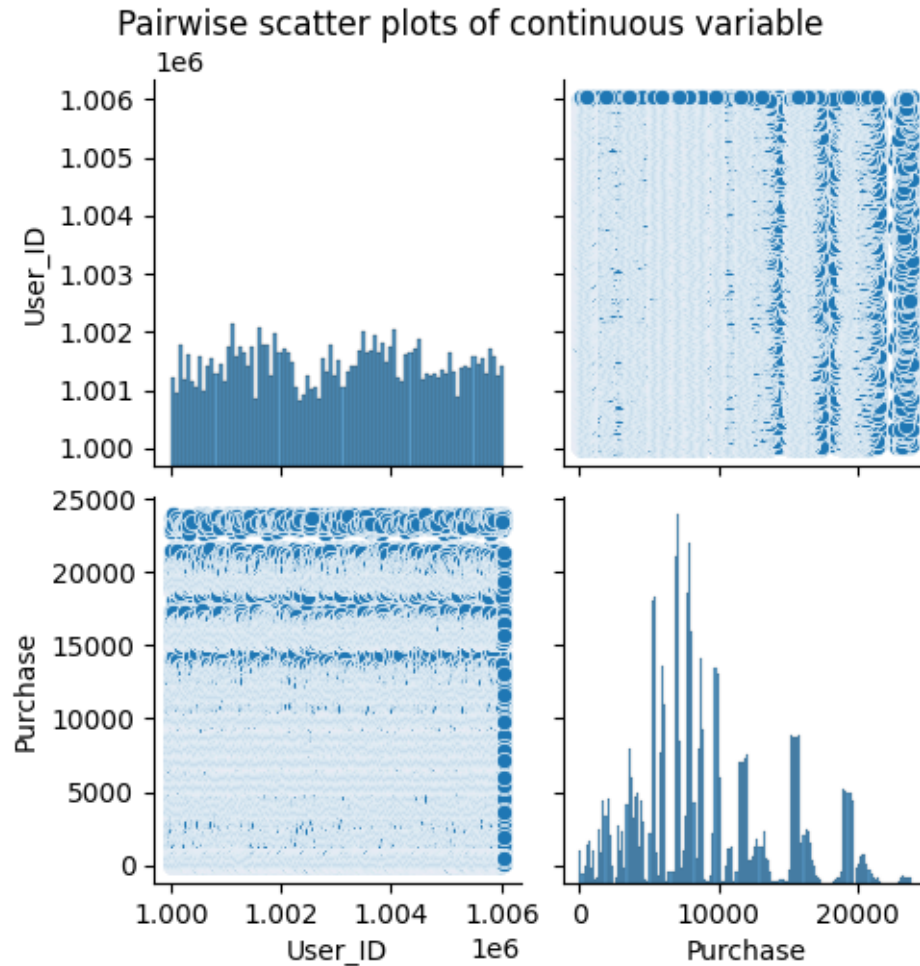 Pairwise scatter plots of continuous variable
1e6
1.006
1.005
1.004
1.003
1.002
1.001
1.000
User_ID
25000
20000
15000
10000
5000
0
Purchase
1.000 1.002 1.004 1.006
1e6
User_ID
0 10000 20000
Purchase